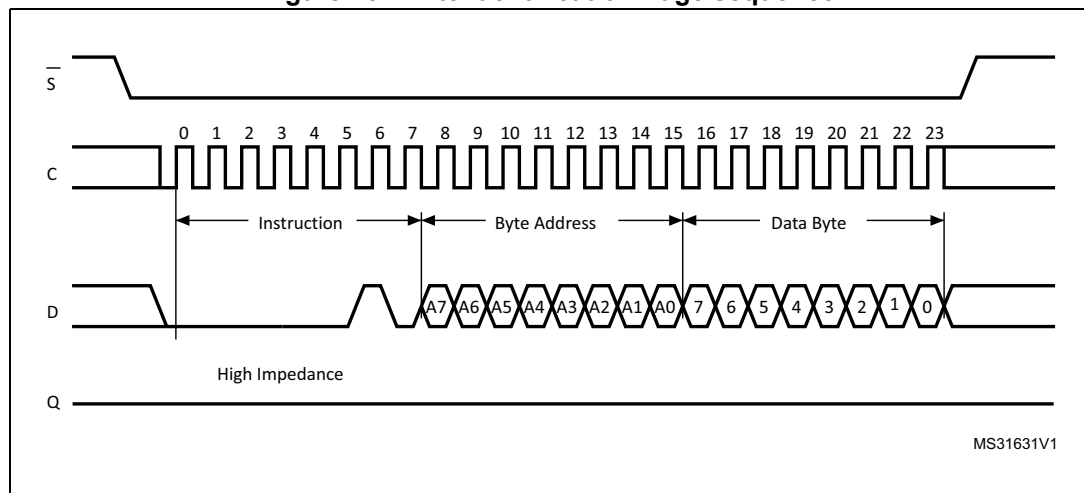 S
0 1 2 3 4 5 6 7 8 9 10 11 12 13 14 15 16 17 18 19 20 21 22 23
C
Instruction Byte Address Data Byte
D A7 A6 A5 A4 A3 A2 A1 A0 7 6 5 4 3 2 1 0
High Impedance
Q
MS31631V1